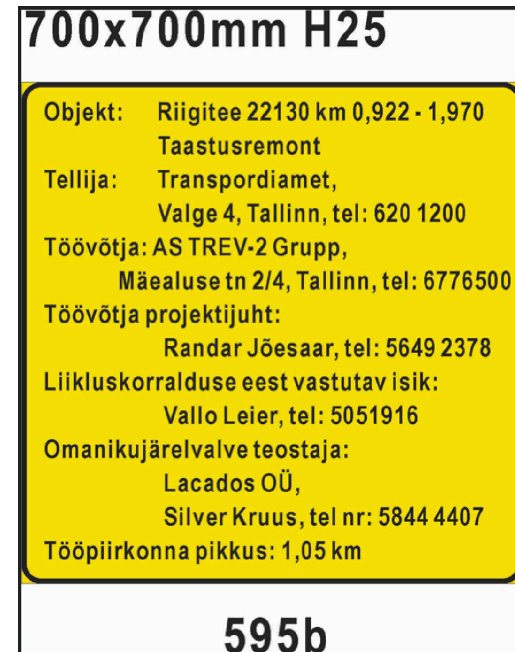 700x700mm H25
Objekt: Riigitee 22130 km 0,922 - 1,970
Taastusremont
Tellija: Transpordiamet,
Valge 4, Tallinn, tel: 620 1200
Töövõtja: AS TREV-2 Grupp,
Mäealuse tn 2/4, Tallinn, tel: 6776500
Töövõtja projektijuht:
Randar Jõesaar, tel: 5649 2378
Liikluskorralduse eest vastutav isik:
Vallo Leier, tel: 5051916
Omanikujärelvalve teostaja:
Lacados OÜ,
Silver Kruus, tel nr: 5844 4407
Tööpiirkonna pikkus: 1,05 km
595b